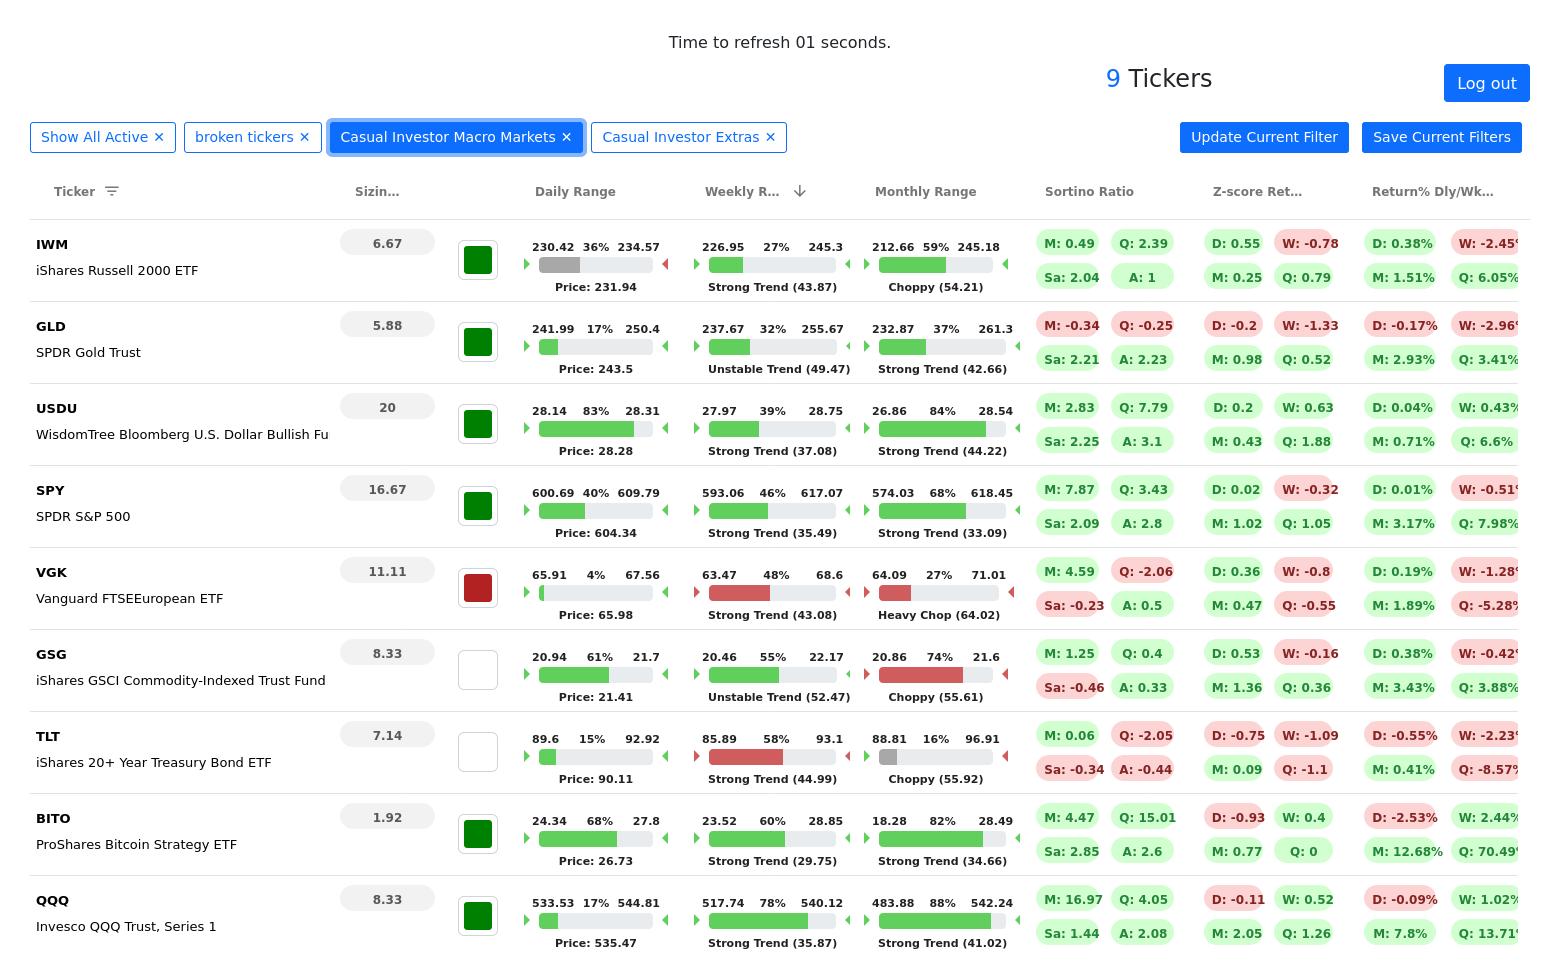 Time to refresh 01 seconds.
9 Tickers
Log out
Show All Active ✕ broken tickers ✕ Casual Investor Macro Markets ✕ Casual Investor Extras ✕ Update Current Filter Save Current Filters
Ticker Sizin... Daily Range Weekly R... Monthly Range Sortino Ratio Z-score Ret... Return% Dly/Wk...
IWM 6.67 230.42 36% 234.57 226.95 27% 245.3 212.66 59% 245.18 M: 0.49 Q: 2.39 D: 0.55 W: -0.78 D: 0.38% W: -2.45%
iShares Russell 2000 ETF Price: 231.94 Strong Trend (43.87) Choppy (54.21) Sa: 2.04 A: 1 M: 0.25 Q: 0.79 M: 1.51% Q: 6.05%
GLD 5.88 241.99 17% 250.4 237.67 32% 255.67 232.87 37% 261.3 M: -0.34 Q: -0.25 D: -0.2 W: -1.33 D: -0.17% W: -2.96%
SPDR Gold Trust Price: 243.5 Unstable Trend (49.47) Strong Trend (42.66) Sa: 2.21 A: 2.23 M: 0.98 Q: 0.52 M: 2.93% Q: 3.41%
USDU 20 28.14 83% 28.31 27.97 39% 28.75 26.86 84% 28.54 M: 2.83 Q: 7.79 D: 0.2 W: 0.63 D: 0.04% W: 0.43%
WisdomTree Bloomberg U.S. Dollar Bullish Fu Price: 28.28 Strong Trend (37.08) Strong Trend (44.22) Sa: 2.25 A: 3.1 M: 0.43 Q: 1.88 M: 0.71% Q: 6.6%
SPY 16.67 600.69 40% 609.79 593.06 46% 617.07 574.03 68% 618.45 M: 7.87 Q: 3.43 D: 0.02 W: -0.32 D: 0.01% W: -0.51%
SPDR S&P 500 Price: 604.34 Strong Trend (35.49) Strong Trend (33.09) Sa: 2.09 A: 2.8 M: 1.02 Q: 1.05 M: 3.17% Q: 7.98%
VGK 11.11 65.91 4% 67.56 63.47 48% 68.6 64.09 27% 71.01 M: 4.59 Q: -2.06 D: 0.36 W: -0.8 D: 0.19% W: -1.28%
Vanguard FTSEEuropean ETF Price: 65.98 Strong Trend (43.08) Heavy Chop (64.02) Sa: -0.23 A: 0.5 M: 0.47 Q: -0.55 M: 1.89% Q: -5.28%
GSG 8.33 20.94 61% 21.7 20.46 55% 22.17 20.86 74% 21.6 M: 1.25 Q: 0.4 D: 0.53 W: -0.16 D: 0.38% W: -0.42%
iShares GSCI Commodity-Indexed Trust Fund Price: 21.41 Unstable Trend (52.47) Choppy (55.61) Sa: -0.46 A: 0.33 M: 1.36 Q: 0.36 M: 3.43% Q: 3.88%
TLT 7.14 89.6 15% 92.92 85.89 58% 93.1 88.81 16% 96.91 M: 0.06 Q: -2.05 D: -0.75 W: -1.09 D: -0.55% W: -2.23%
iShares 20+ Year Treasury Bond ETF Price: 90.11 Strong Trend (44.99) Choppy (55.92) Sa: -0.34 A: -0.44 M: 0.09 Q: -1.1 M: 0.41% Q: -8.57%
BITO 1.92 24.34 68% 27.8 23.52 60% 28.85 18.28 82% 28.49 M: 4.47 Q: 15.01 D: -0.93 W: 0.4 D: -2.53% W: 2.44%
ProShares Bitcoin Strategy ETF Price: 26.73 Strong Trend (29.75) Strong Trend (34.66) Sa: 2.85 A: 2.6 M: 0.77 Q: 0 M: 12.68% Q: 70.49%
QQQ 8.33 533.53 17% 544.81 517.74 78% 540.12 483.88 88% 542.24 M: 16.97 Q: 4.05 D: -0.11 W: 0.52 D: -0.09% W: 1.02%
Invesco QQQ Trust, Series 1 Price: 535.47 Strong Trend (35.87) Strong Trend (41.02) Sa: 1.44 A: 2.08 M: 2.05 Q: 1.26 M: 7.8% Q: 13.71%